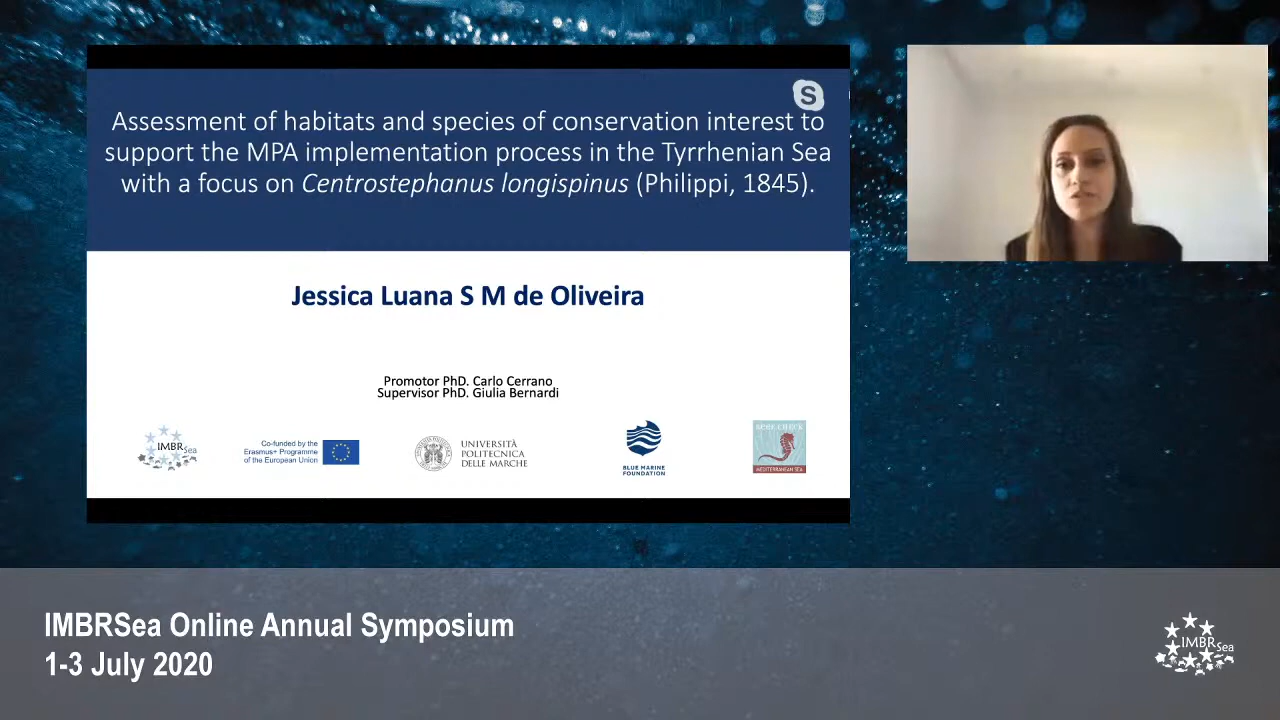 Assessment of habitats and species of conservation interest to
support the MPA implementation process in the Tyrrhenian Sea
with a focus on Centrostephanus longispinus (Philippi, 1845).
Jessica Luana S M de Oliveira
Promotor PhD. Carlo Cerrano
Supervisor PhD. Giulia Bernardi
IMBRSea
Co-funded by the
Erasmus+ Programme
of the European Union
UNIVERSITÀ
POLITECNICA
DELLE MARCHE
BLUE MARINE
FOUNDATION
REEF CHECK
MEDITERRANEAN SEA
IMBRSea Online Annual Symposium
1-3 July 2020
IMBRSea